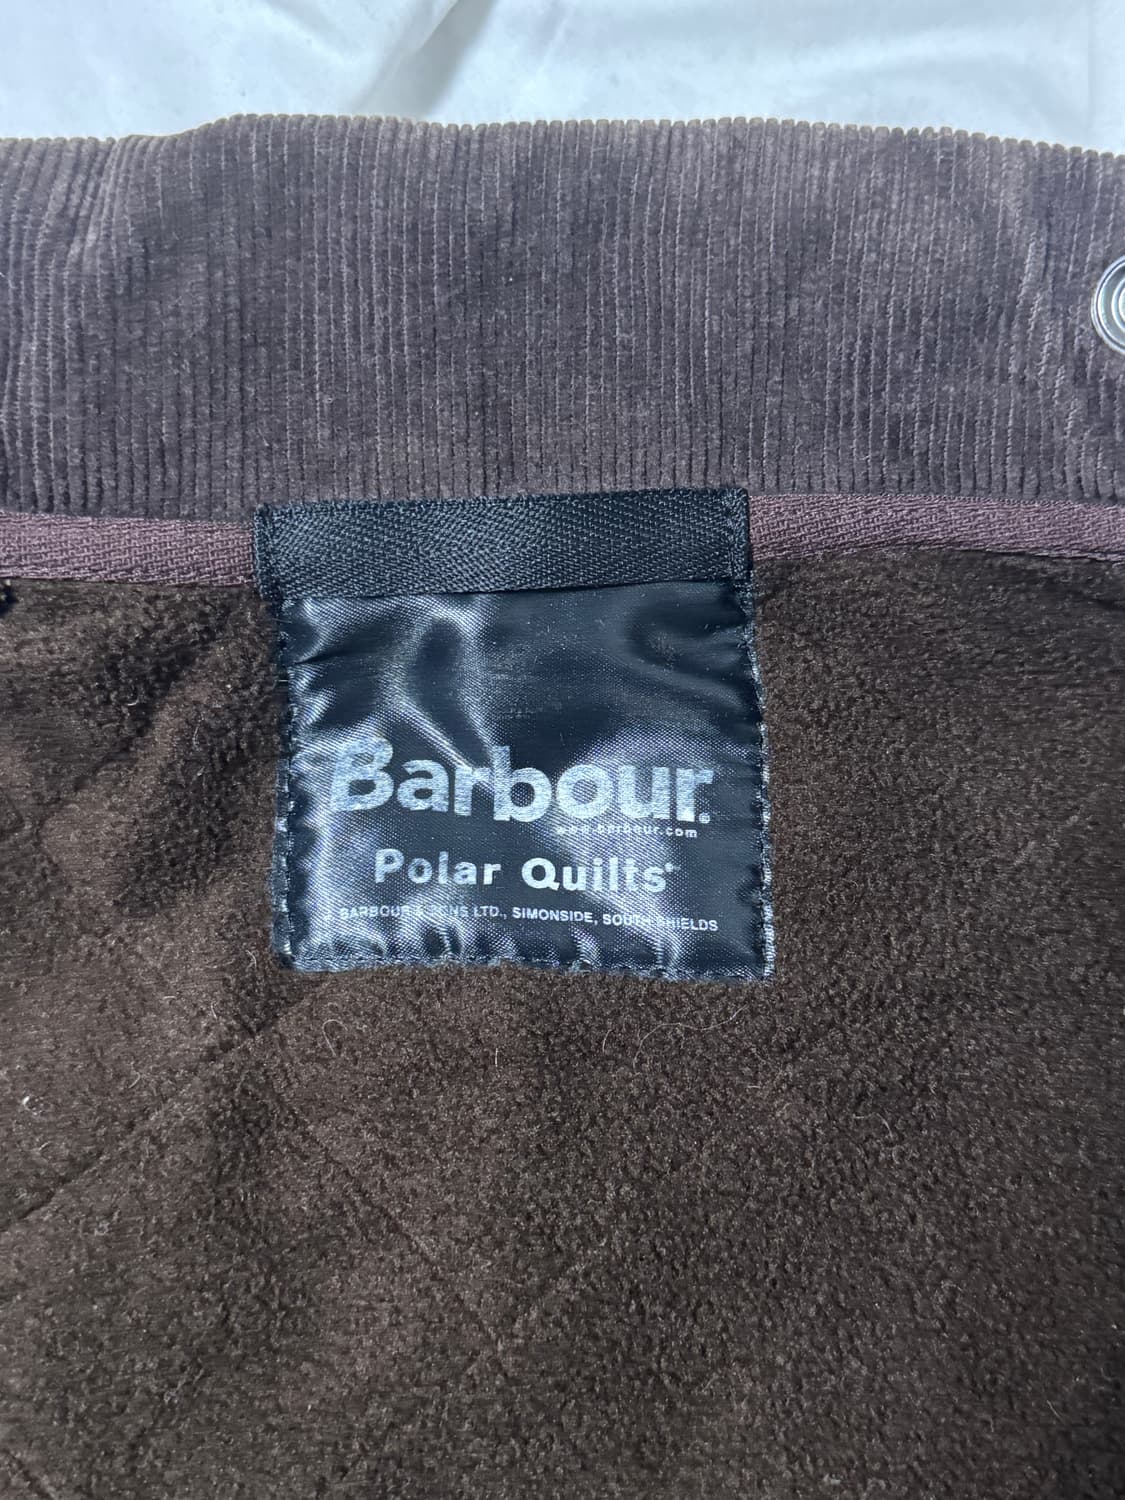 Barbour.
www.barbour.com
Polar Quilts
BARBOUR & SONS LTD., SIMONSIDE, SOUTH SHIELDS